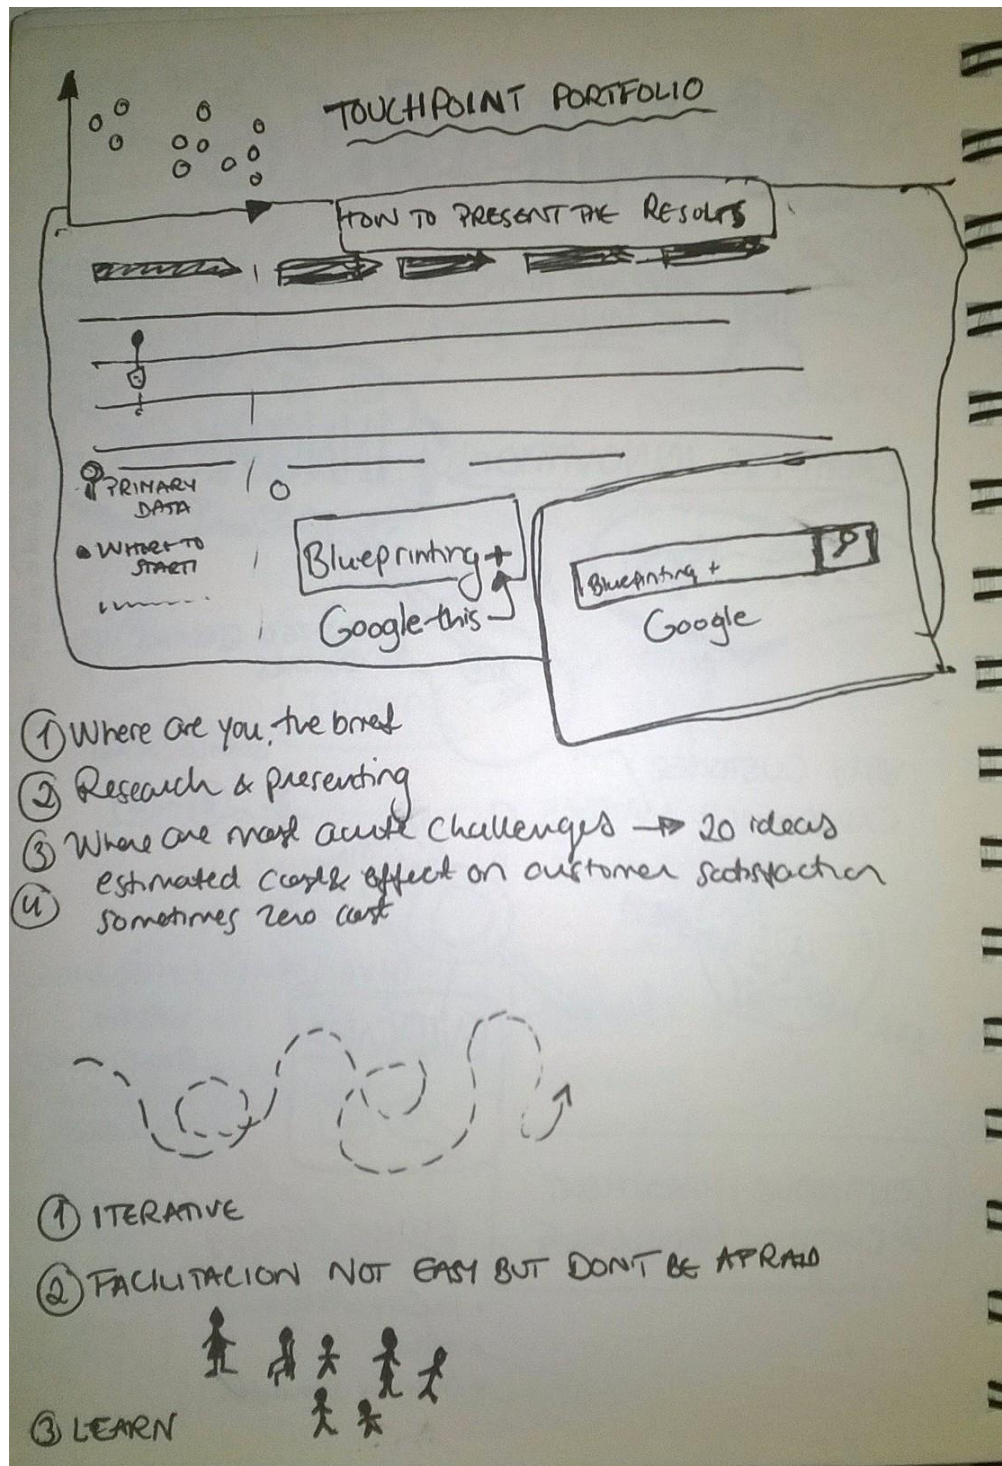 TOUCHPOINT PORTFOLIO
HOW TO PRESENT THE RESULTS
PRIMARY
DATA
WHERE TO
START
Blueprinting +
Google this
Blueprinting +
Google
① Where are you, the brief
② Research & presenting
③ Where are most acute challenges → 20 ideas
estimated cost & effect on customer satisfaction
④ sometimes zero cost
① ITERATIVE
② FACILITACION NOT EASY BUT DONT BE AFRAID
③ LEARN